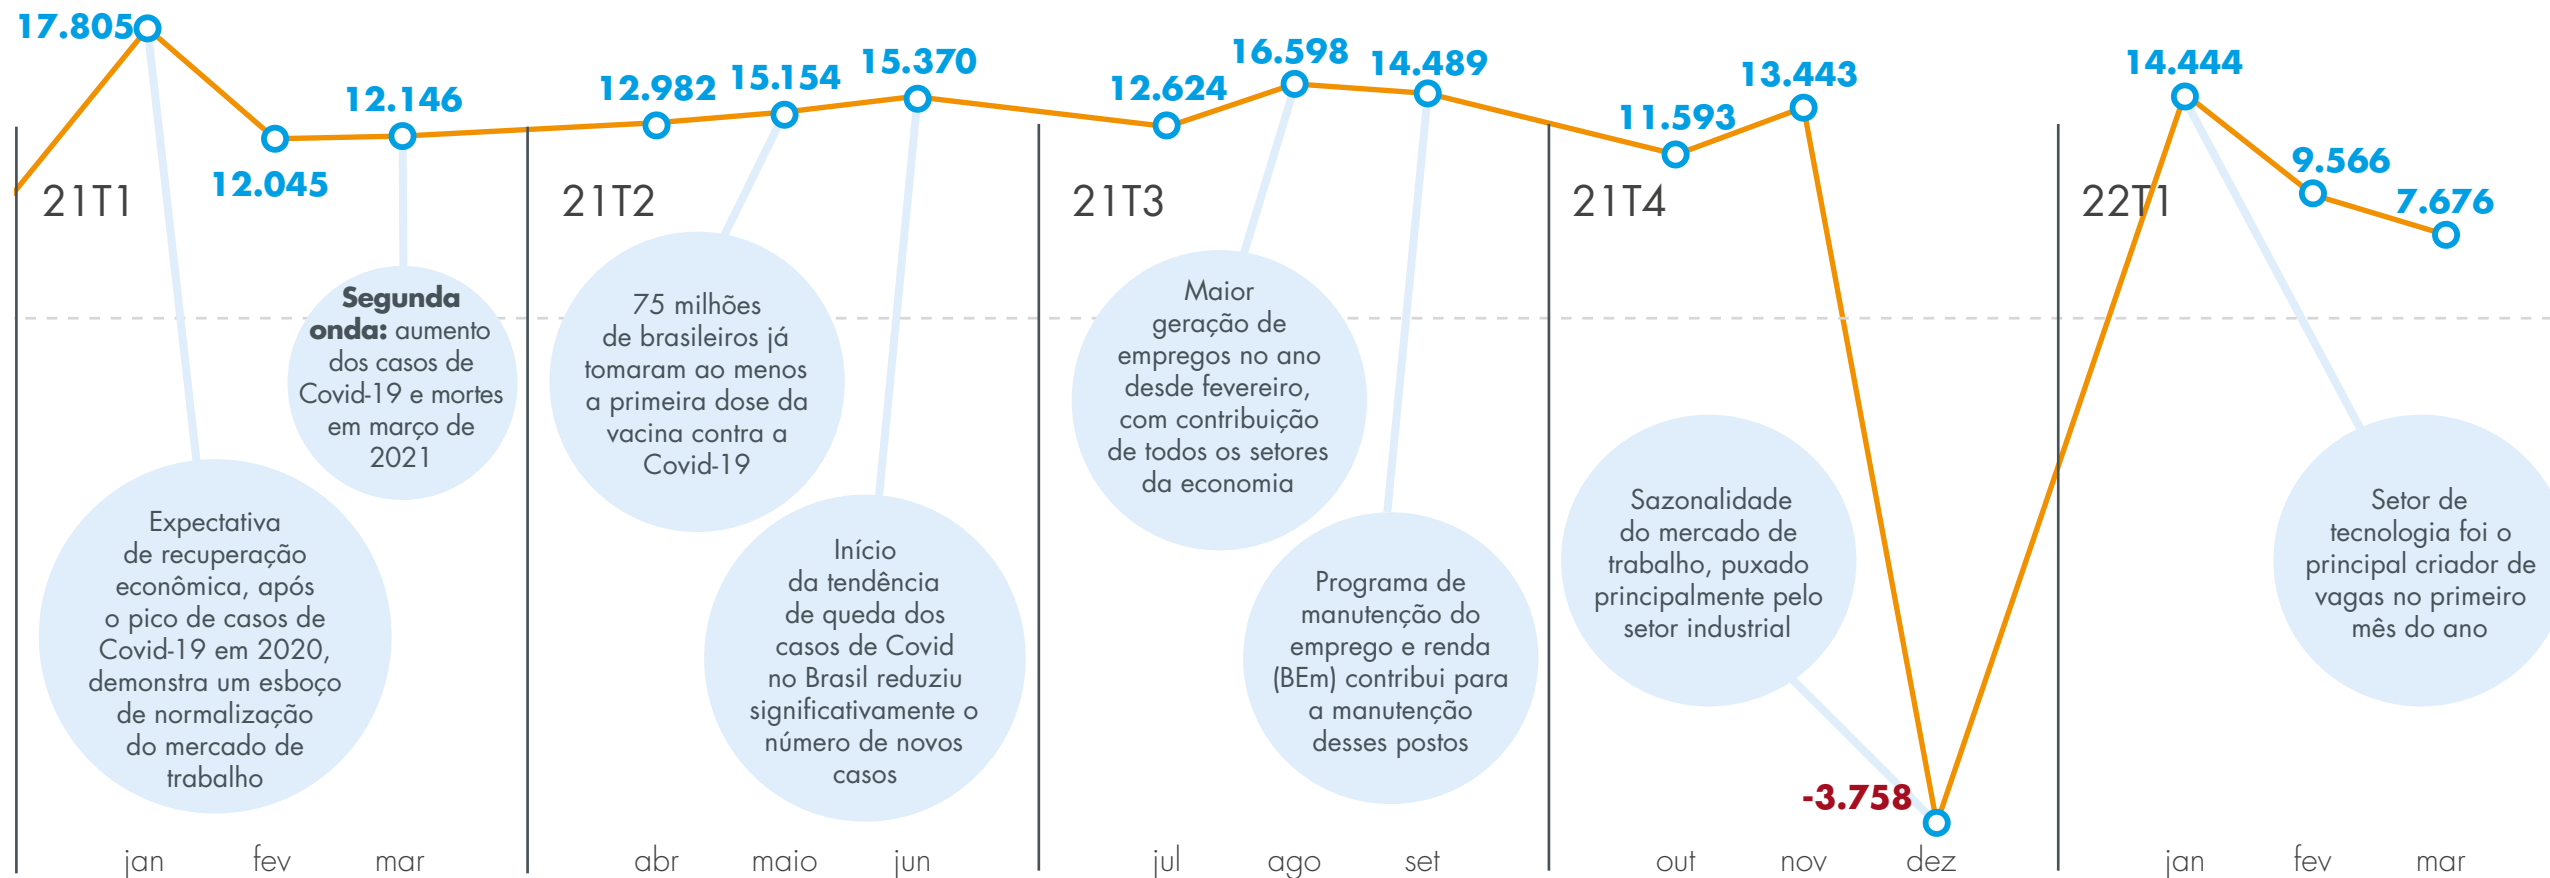 17.805
12.045
12.146
12.982
15.154
15.370
12.624
16.598
14.489
11.593
13.443
-3.758
14.444
9.566
7.676
21T1
21T2
21T3
21T4
22T1
Expectativa
de recuperação
econômica, após
o pico de casos de
Covid-19 em 2020,
demonstra um esboço
de normalização
do mercado de
trabalho
Segunda
onda: aumento
dos casos de
Covid-19 e mortes
em março de
2021
75 milhões
de brasileiros já
tomaram ao menos
a primeira dose da
vacina contra a
Covid-19
Início
da tendência
de queda dos
casos de Covid
no Brasil reduziu
significativamente o
número de novos
casos
Maior
geração de
empregos no ano
desde fevereiro,
com contribuição
de todos os setores
da economia
Programa de
manutenção do
emprego e renda
(BEm) contribui para
a manutenção
desses postos
Sazonalidade
do mercado de
trabalho, puxado
principalmente pelo
setor industrial
Setor de
tecnologia foi o
principal criador de
vagas no primeiro
mês do ano
jan
fev
mar
abr
maio
jun
jul
ago
set
out
nov
dez
jan
fev
mar